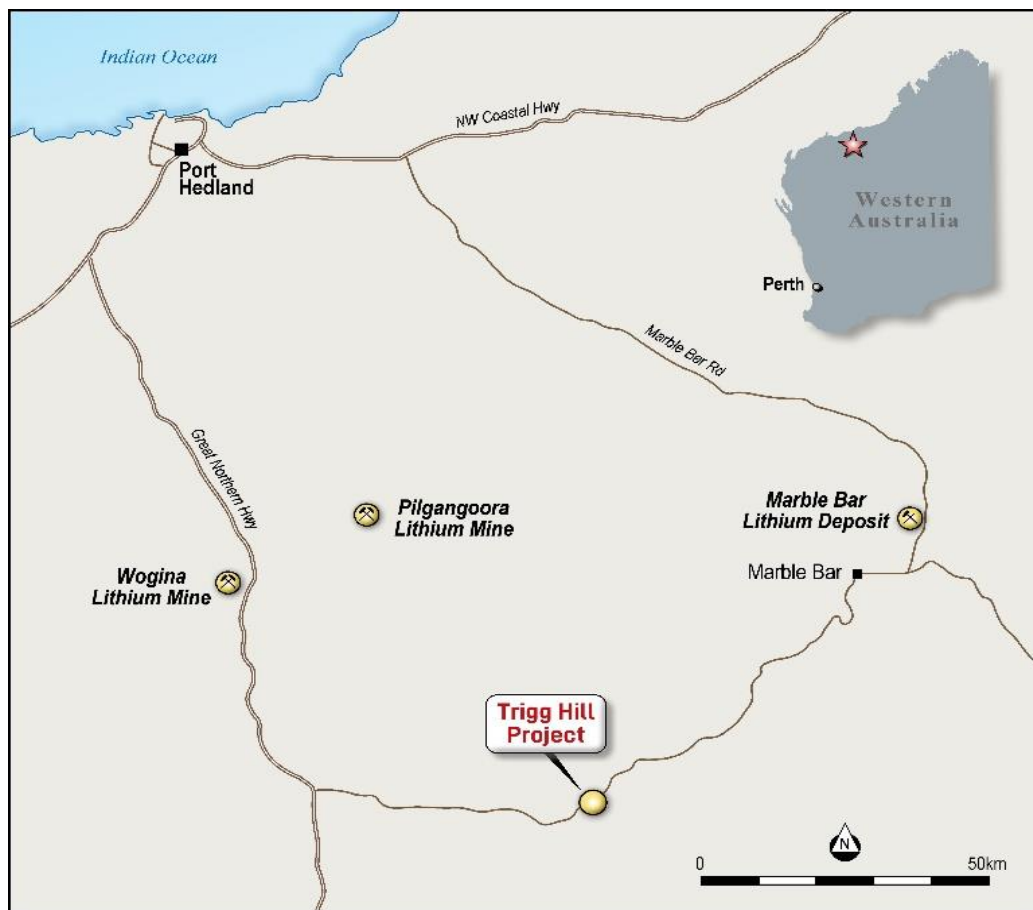 Indian Ocean
NW Coastal Hwy
Port
Hedland
Western
Australia
Perth
Marble Bar Rd
Great Northern Hwy
Pilgangoora
Lithium Mine
Marble Bar
Lithium Deposit
Wogina
Lithium Mine
Marble Bar
Trigg Hill
Project
N
0
50km